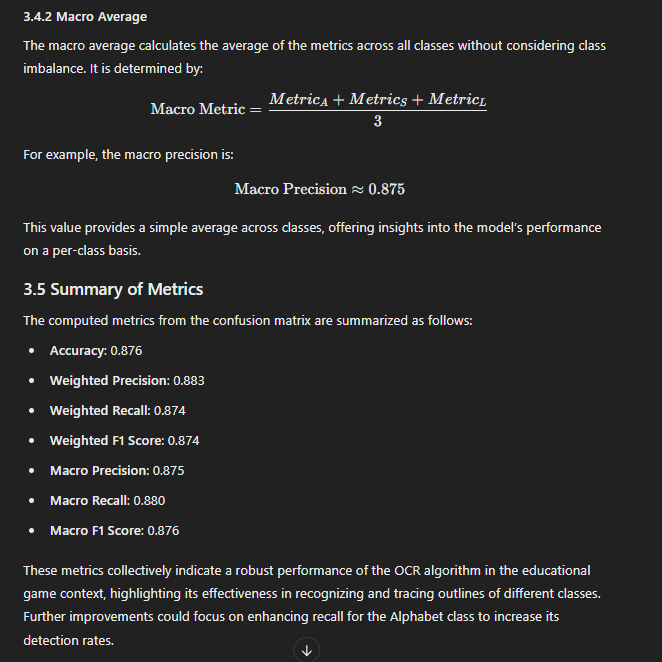 3.4.2 Macro Average
The macro average calculates the average of the metrics across all classes without considering class
imbalance. It is determined by:
Macro Metric = (Metric_A + Metric_S + Metric_L) / 3
For example, the macro precision is:
Macro Precision ≈ 0.875
This value provides a simple average across classes, offering insights into the model's performance
on a per-class basis.
3.5 Summary of Metrics
The computed metrics from the confusion matrix are summarized as follows:
• Accuracy: 0.876
• Weighted Precision: 0.883
• Weighted Recall: 0.874
• Weighted F1 Score: 0.874
• Macro Precision: 0.875
• Macro Recall: 0.880
• Macro F1 Score: 0.876
These metrics collectively indicate a robust performance of the OCR algorithm in the educational
game context, highlighting its effectiveness in recognizing and tracing outlines of different classes.
Further improvements could focus on enhancing recall for the Alphabet class to increase its
detection rates.